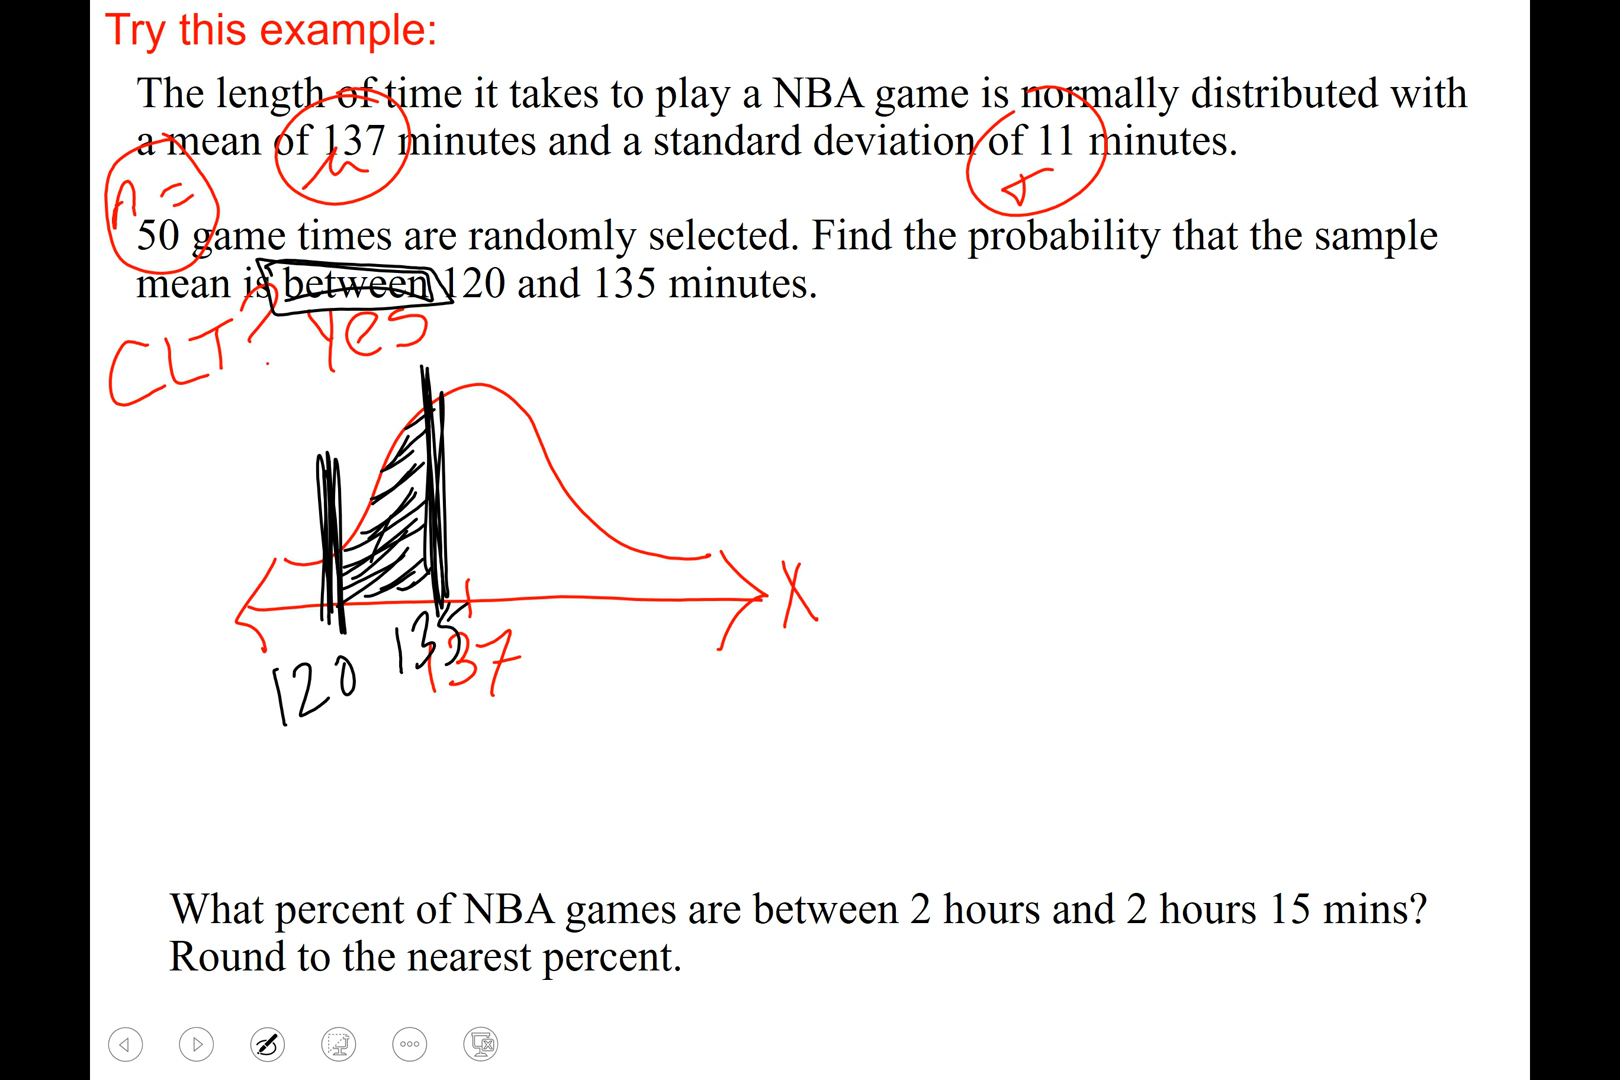 Try this example:
The length of time it takes to play a NBA game is normally distributed with
a mean of 137 minutes and a standard deviation of 11 minutes.
μ
σ
n =
50 game times are randomly selected. Find the probability that the sample
mean is between 120 and 135 minutes.
CLT? Yes
X
120
135
137
What percent of NBA games are between 2 hours and 2 hours 15 mins?
Round to the nearest percent.